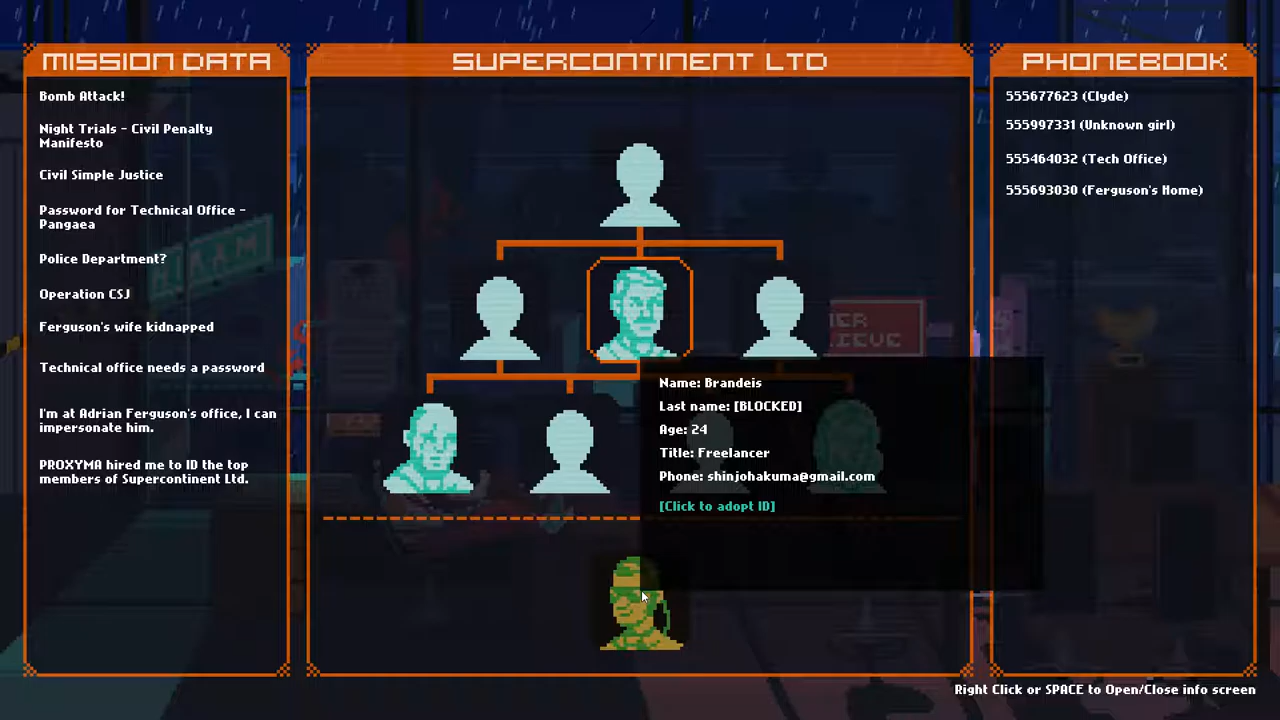 MISSION DATA
Bomb Attack!
Night Trials - Civil Penalty
Manifesto
Civil Simple Justice
Password for Technical Office -
Pangaea
Police Department?
Operation CSJ
Ferguson's wife kidnapped
Technical office needs a password
I'm at Adrian Ferguson's office, I can
impersonate him.
PROXYMA hired me to ID the top
members of Supercontinent Ltd.
SUPERCONTINENT LTD
Name: Brandeis
Last name: [BLOCKED]
Age: 24
Title: Freelancer
Phone: shinjohakuma@gmail.com
[Click to adopt ID]
PHONEBOOK
555677623 (Clyde)
555997331 (Unknown girl)
555464032 (Tech Office)
555693030 (Ferguson's Home)
Right Click or SPACE to Open/Close info screen